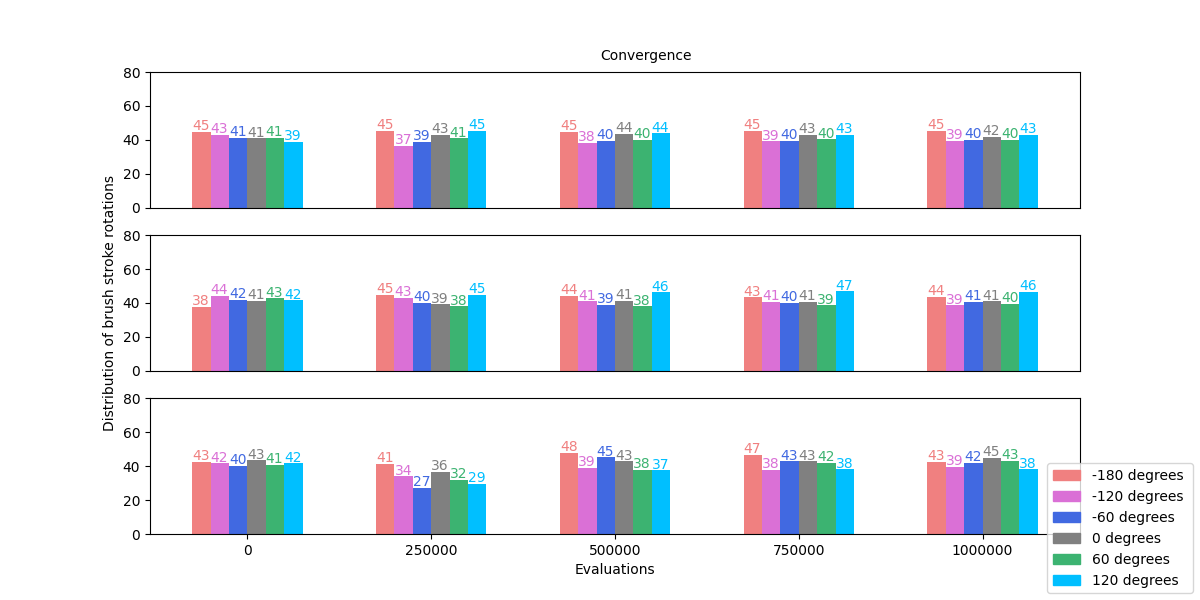 Convergence
80
45 43 41 41 41 39 45 37 39 43 41 45 45 38 40 44 40 44 45 39 40 43 40 43 45 39 40 42 40 43
60
40
20
0
Distribution of brush stroke rotations
80
38 44 42 41 43 42 45 43 40 39 38 45 44 41 39 41 38 46 43 41 40 41 39 47 44 39 41 41 40 46
60
40
20
0
80
43 42 40 43 41 42 41 34 27 36 32 29 48 39 45 43 38 37 47 38 43 43 42 38 43 39 42 45 43 38
60
40
20
0
0 250000 500000 750000 1000000
Evaluations
-180 degrees
-120 degrees
-60 degrees
0 degrees
60 degrees
120 degrees